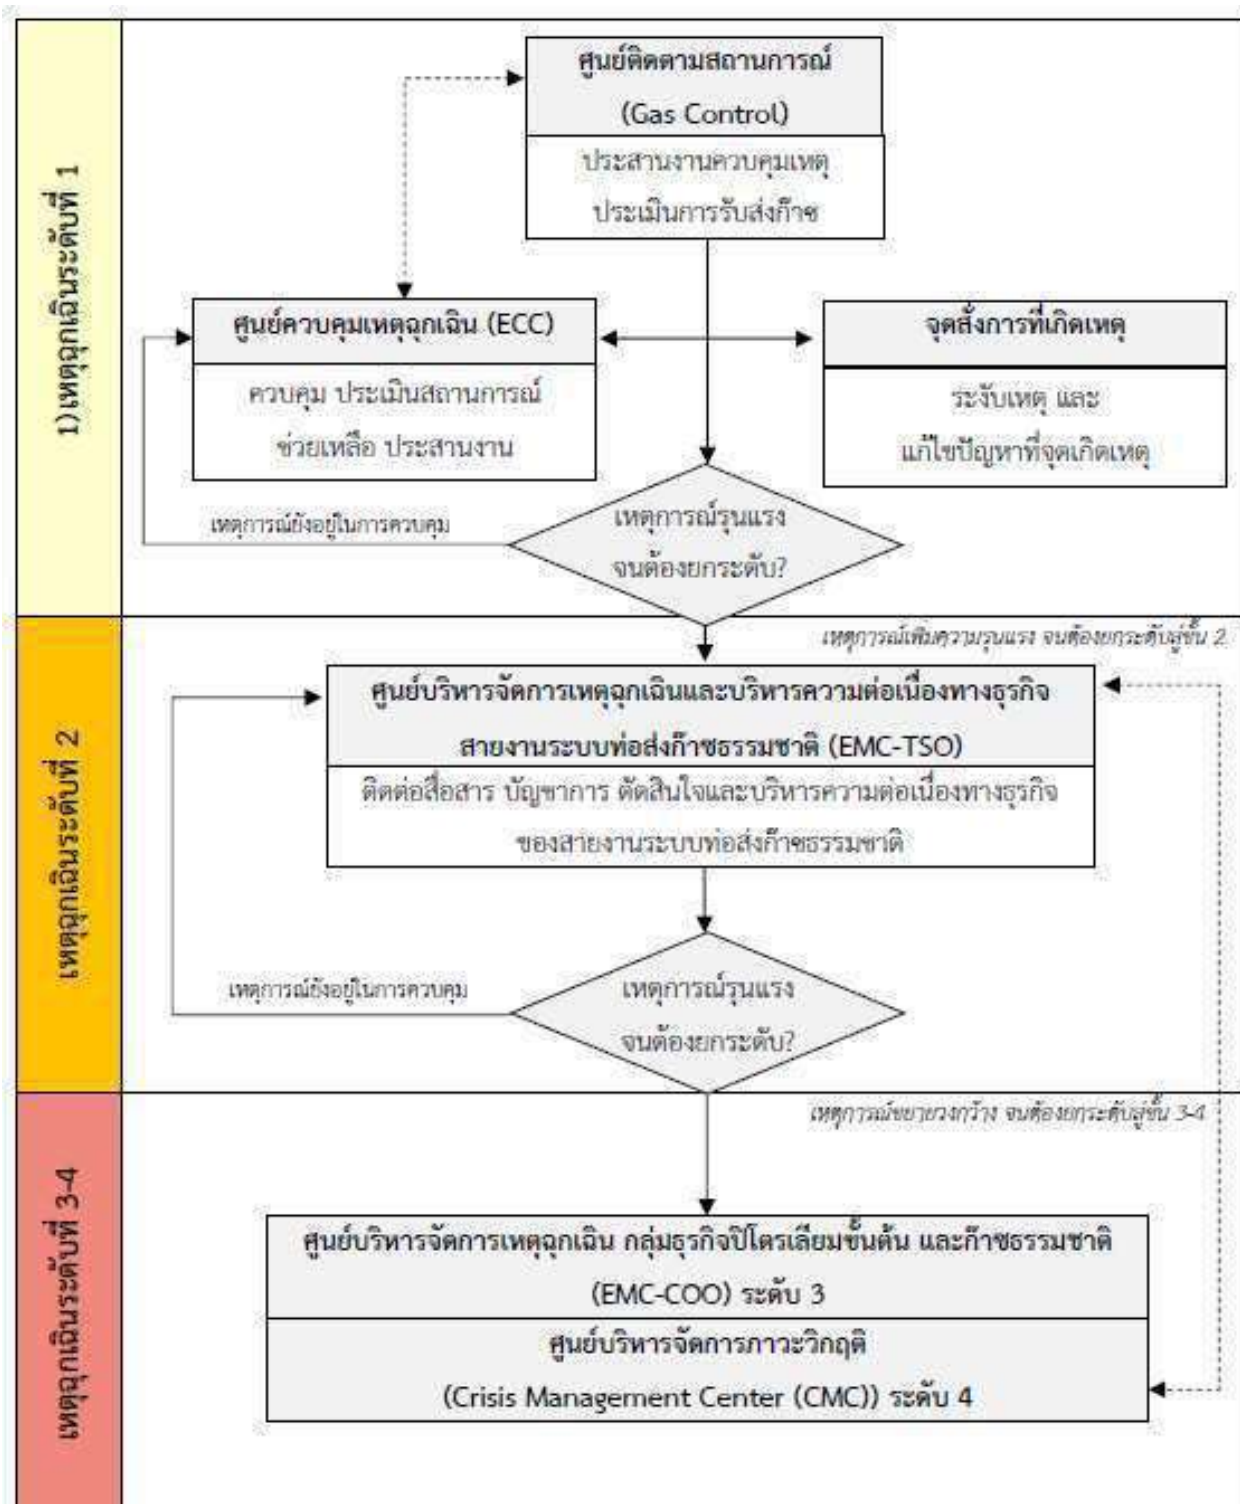 1)เหตุฉุกเฉินระดับที่ 1
ศูนย์ติดตามสถานการณ์
(Gas Control)
ประสานงานควบคุมเหตุ
ประเมินการรับส่งก๊าซ
ศูนย์ควบคุมเหตุฉุกเฉิน (ECC)
ควบคุม ประเมินสถานการณ์
ช่วยเหลือ ประสานงาน
จุดสั่งการที่เกิดเหตุ
ระงับเหตุ และ
แก้ไขปัญหาที่จุดเกิดเหตุ
เหตุการณ์ยังอยู่ในการควบคุม
เหตุการณ์รุนแรง
จนต้องยกระดับ?
เหตุฉุกเฉินระดับที่ 2
เหตุการณ์เพิ่มความรุนแรง จนต้องยกระดับสู่ขั้น 2
ศูนย์บริหารจัดการเหตุฉุกเฉินและบริหารความต่อเนื่องทางธุรกิจ
สายงานระบบท่อส่งก๊าซธรรมชาติ (EMC-TSO)
ติดต่อสื่อสาร บัญชาการ ตัดสินใจและบริหารความต่อเนื่องทางธุรกิจ
ของสายงานระบบท่อส่งก๊าซธรรมชาติ
เหตุการณ์ยังอยู่ในการควบคุม
เหตุการณ์รุนแรง
จนต้องยกระดับ?
เหตุฉุกเฉินระดับที่ 3-4
เหตุการณ์ขยายวงกว้าง จนต้องยกระดับสู่ขั้น 3-4
ศูนย์บริหารจัดการเหตุฉุกเฉิน กลุ่มธุรกิจปิโตรเลียมขั้นต้น และก๊าซธรรมชาติ
(EMC-COO) ระดับ 3
ศูนย์บริหารจัดการภาวะวิกฤติ
(Crisis Management Center (CMC)) ระดับ 4